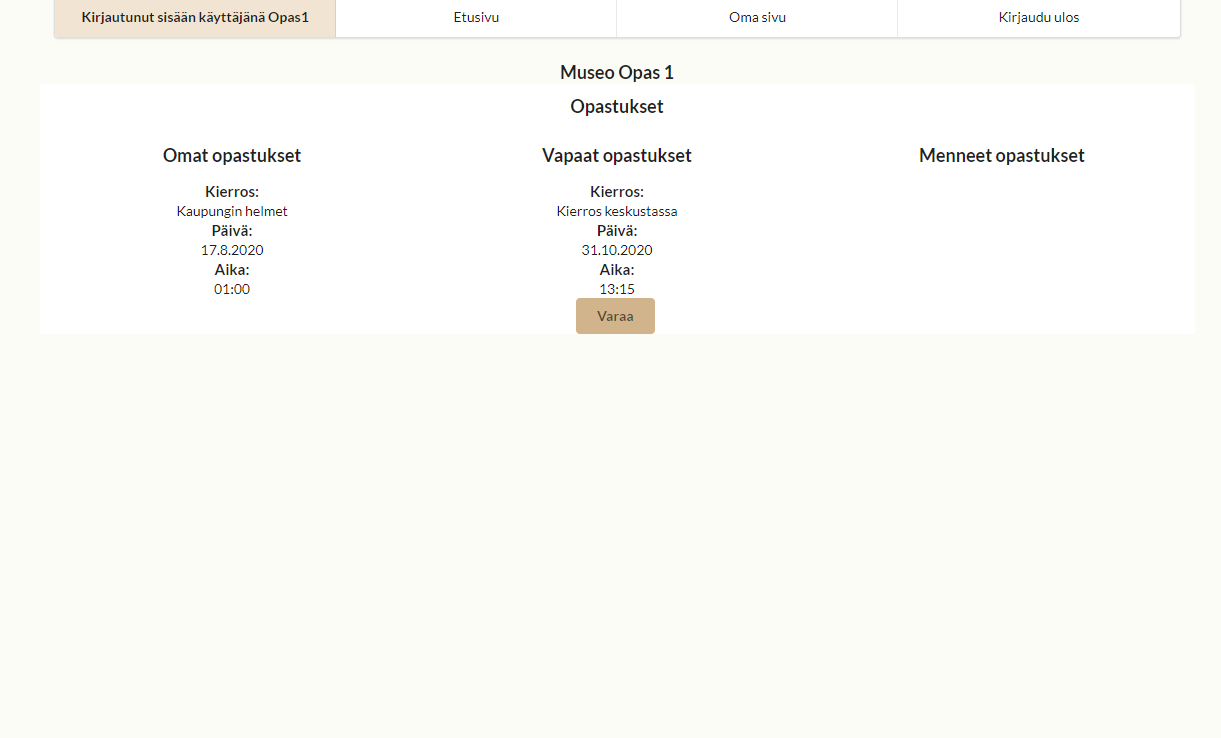 Kirjautunut sisään käyttäjänä Opas1
Etusivu
Oma sivu
Kirjaudu ulos
Museo Opas 1
Opastukset
Omat opastukset
Kierros:
Kaupungin helmet
Päivä:
17.8.2020
Aika:
01:00
Vapaat opastukset
Kierros:
Kierros keskustassa
Päivä:
31.10.2020
Aika:
13:15
Varaa
Menneet opastukset